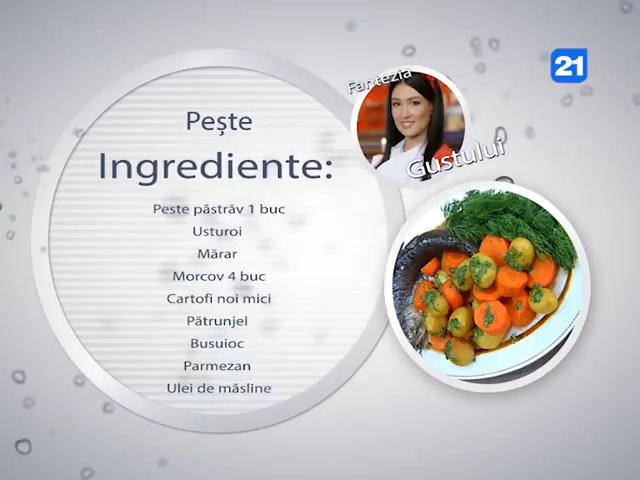 21
Fantezia
Gustului
Peşte
Ingrediente:
Peste păstrăv 1 buc
Usturoi
Mărar
Morcov 4 buc
Cartofi noi mici
Pătrunjel
Busuioc
Parmezan
Ulei de măsline